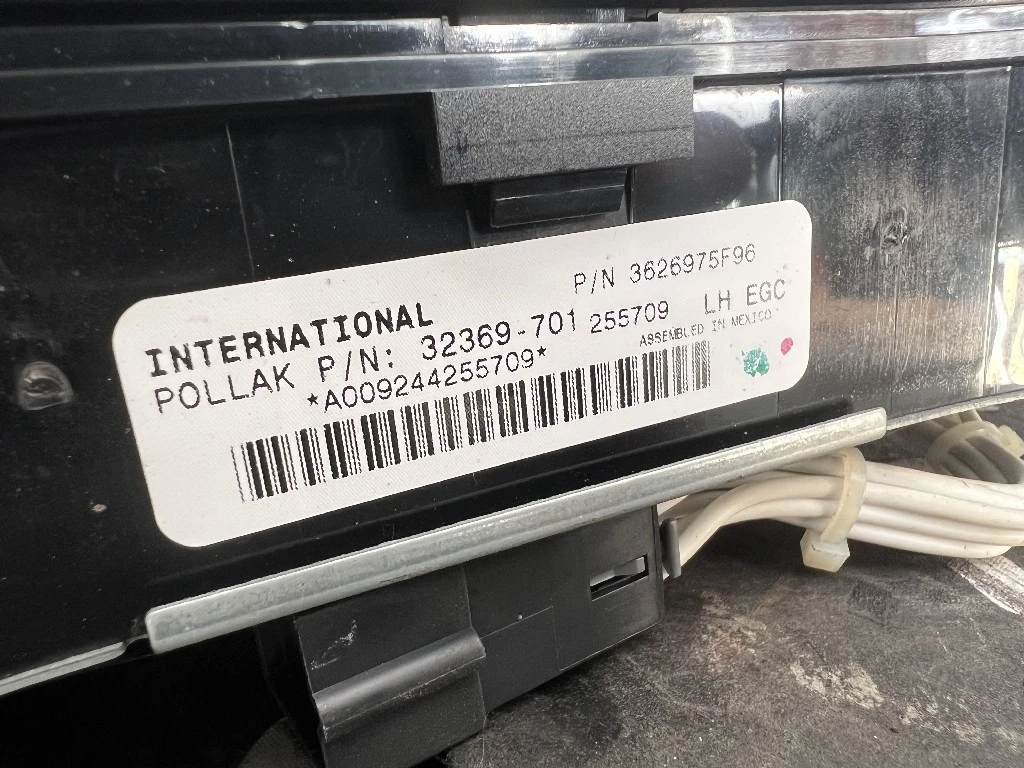 P/N 3626975F96
INTERNATIONAL
POLLAK P/N: 32369-701 255709 LH EGC
ASSEMBLED IN MEXICO
*A009244255709*